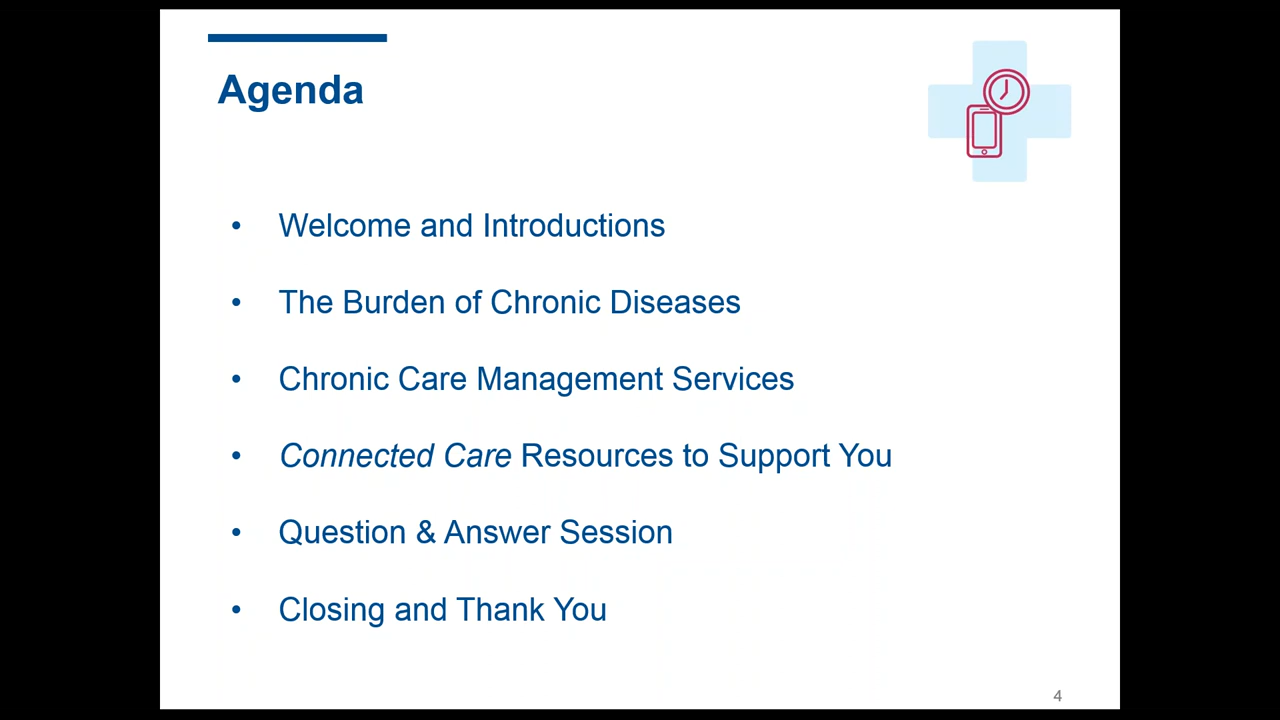 Agenda
• Welcome and Introductions
• The Burden of Chronic Diseases
• Chronic Care Management Services
• Connected Care Resources to Support You
• Question & Answer Session
• Closing and Thank You
4